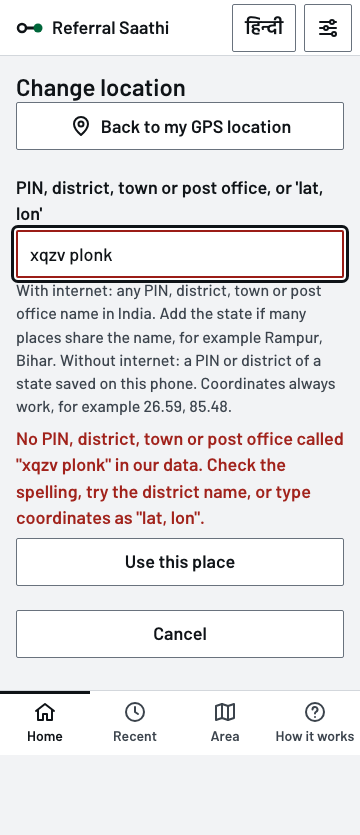 Referral Saathi
हिन्दी
Change location
Back to my GPS location
PIN, district, town or post office, or 'lat,
lon'
xqzv plonk
With internet: any PIN, district, town or post
office name in India. Add the state if many
places share the name, for example Rampur,
Bihar. Without internet: a PIN or district of a
state saved on this phone. Coordinates always
work, for example 26.59, 85.48.
No PIN, district, town or post office called
"xqzv plonk" in our data. Check the
spelling, try the district name, or type
coordinates as "lat, lon".
Use this place
Cancel
Home
Recent
Area
How it works